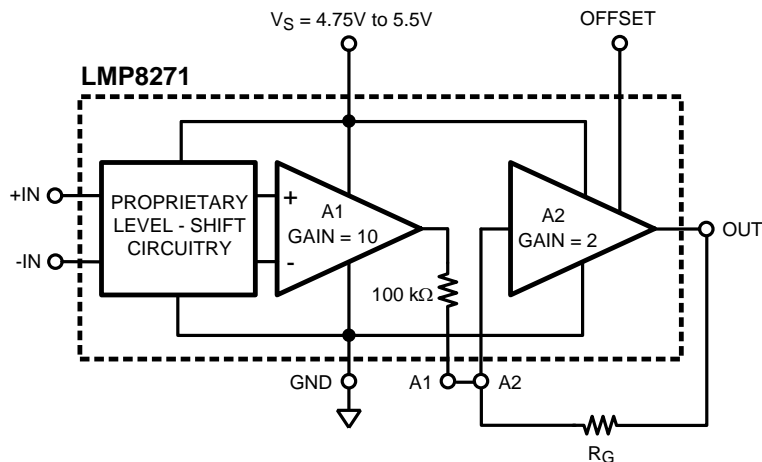 V_S = 4.75V to 5.5V
OFFSET
LMP8271
+IN
-IN
PROPRIETARY
LEVEL - SHIFT
CIRCUITRY
+
-
A1
GAIN = 10
A2
GAIN = 2
OUT
100 kΩ
GND
A1
A2
R_G